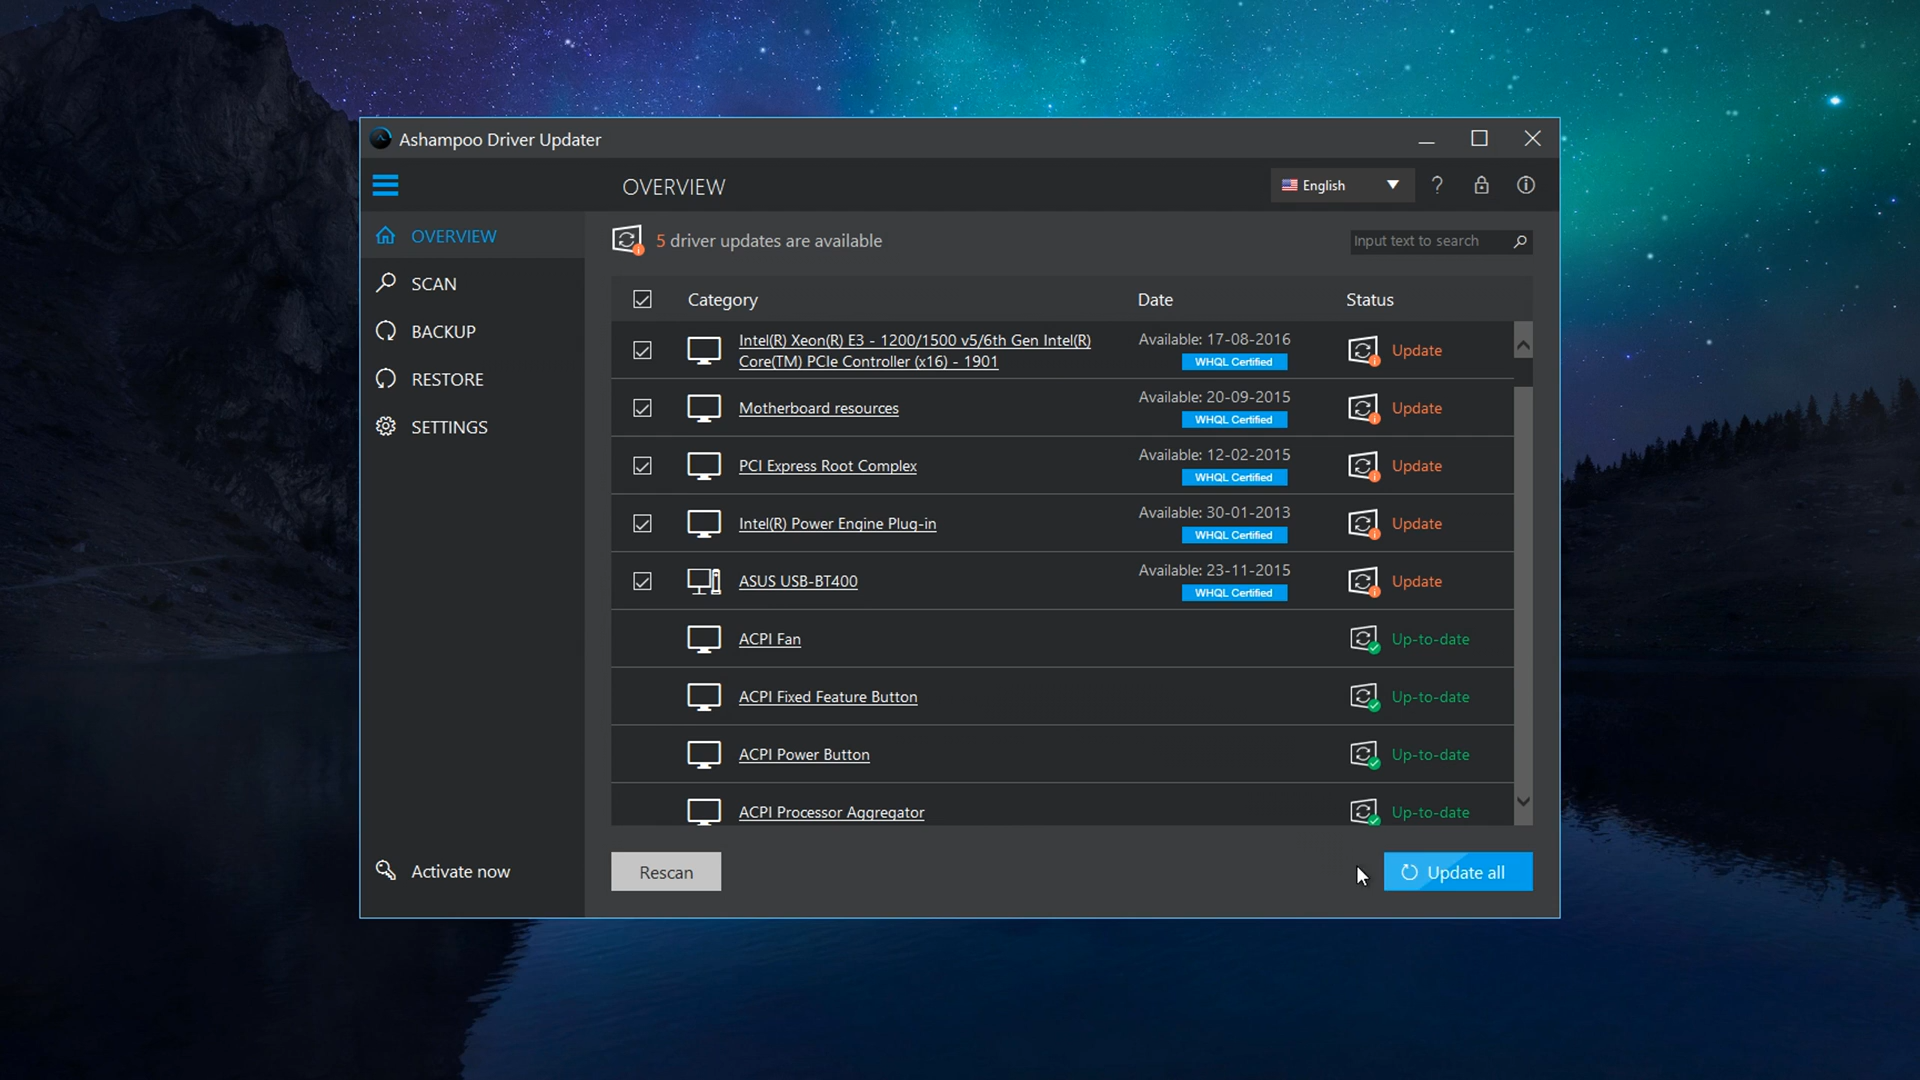 Ashampoo Driver Updater
OVERVIEW
English
?
OVERVIEW
SCAN
BACKUP
RESTORE
SETTINGS
Activate now
5 driver updates are available
Input text to search
Category Date Status
Intel(R) Xeon(R) E3 - 1200/1500 v5/6th Gen Intel(R)
Core(TM) PCIe Controller (x16) - 1901
Available: 17-08-2016
WHQL Certified
Update
Motherboard resources
Available: 20-09-2015
WHQL Certified
Update
PCI Express Root Complex
Available: 12-02-2015
WHQL Certified
Update
Intel(R) Power Engine Plug-in
Available: 30-01-2013
WHQL Certified
Update
ASUS USB-BT400
Available: 23-11-2015
WHQL Certified
Update
ACPI Fan Up-to-date
ACPI Fixed Feature Button Up-to-date
ACPI Power Button Up-to-date
ACPI Processor Aggregator Up-to-date
Rescan
Update all